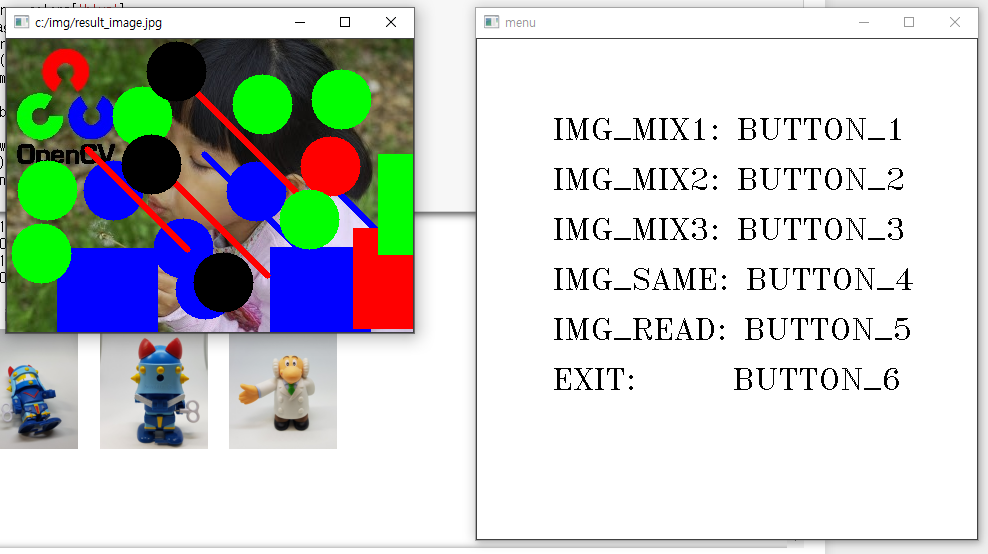 c:/img/result_image.jpg
OpenCV
menu
IMG_MIX1: BUTTON_1
IMG_MIX2: BUTTON_2
IMG_MIX3: BUTTON_3
IMG_SAME: BUTTON_4
IMG_READ: BUTTON_5
EXIT: BUTTON_6